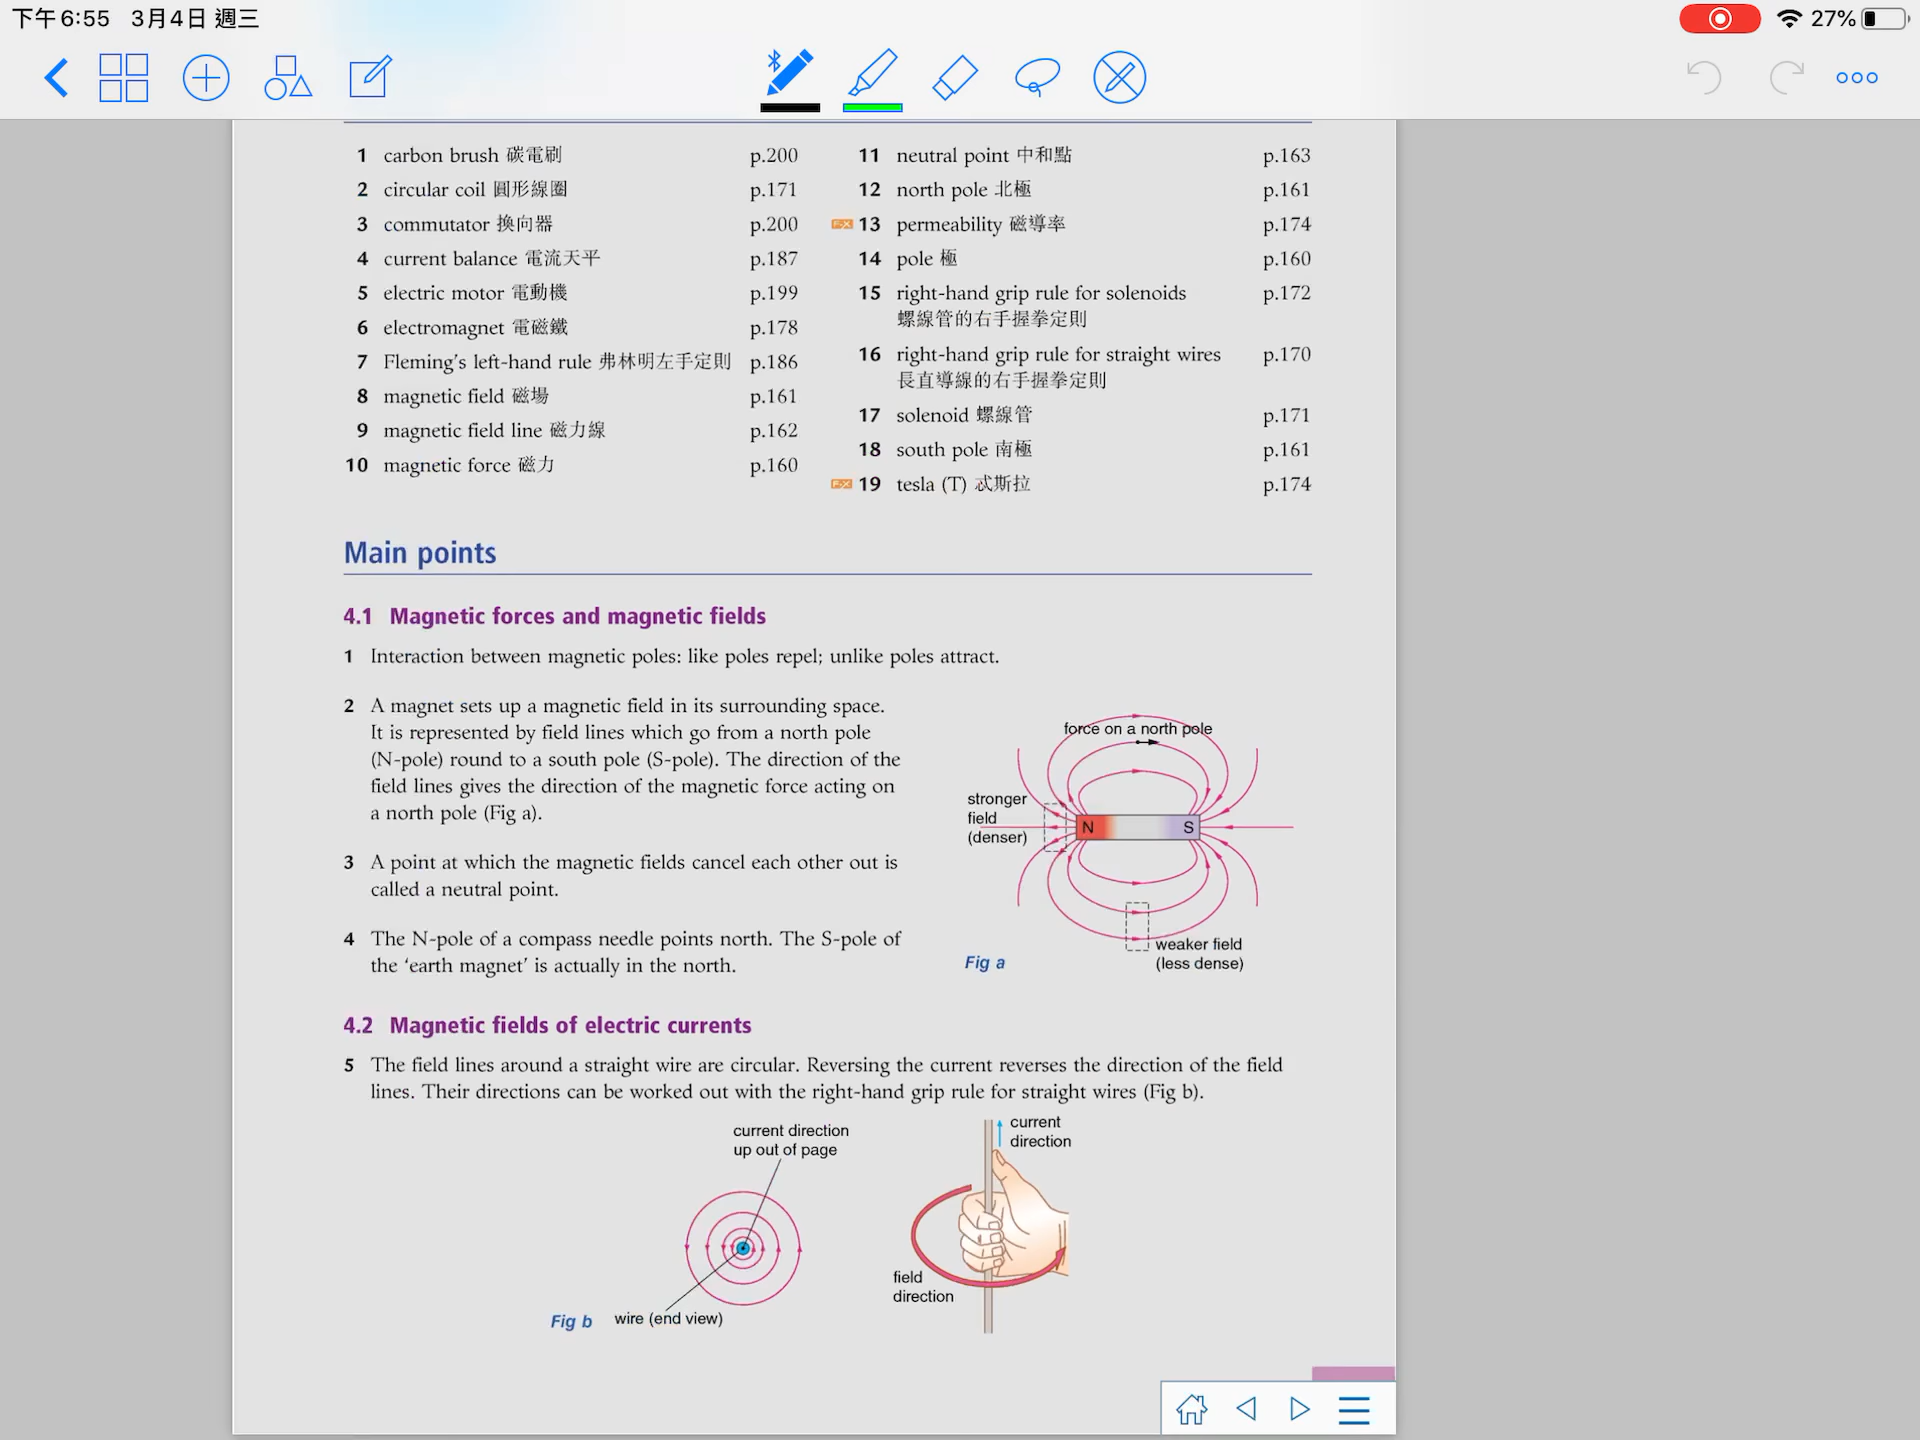 下午6:55 3月4日 週三
27%
1 carbon brush 碳電刷 p.200
2 circular coil 圓形線圈 p.171
3 commutator 換向器 p.200
4 current balance 電流天平 p.187
5 electric motor 電動機 p.199
6 electromagnet 電磁鐵 p.178
7 Fleming's left-hand rule 弗林明左手定則 p.186
8 magnetic field 磁場 p.161
9 magnetic field line 磁力線 p.162
10 magnetic force 磁力 p.160
11 neutral point 中和點 p.163
12 north pole 北極 p.161
13 permeability 磁導率 p.174
14 pole 極 p.160
15 right-hand grip rule for solenoids p.172
螺線管的右手握拳定則
16 right-hand grip rule for straight wires p.170
長直導線的右手握拳定則
17 solenoid 螺線管 p.171
18 south pole 南極 p.161
19 tesla (T) 忒斯拉 p.174
Main points
4.1 Magnetic forces and magnetic fields
1 Interaction between magnetic poles: like poles repel; unlike poles attract.
2 A magnet sets up a magnetic field in its surrounding space.
It is represented by field lines which go from a north pole
(N-pole) round to a south pole (S-pole). The direction of the
field lines gives the direction of the magnetic force acting on
a north pole (Fig a).
3 A point at which the magnetic fields cancel each other out is
called a neutral point.
4 The N-pole of a compass needle points north. The S-pole of
the 'earth magnet' is actually in the north.
force on a north pole
stronger
field
(denser)
N S
weaker field
(less dense)
Fig a
4.2 Magnetic fields of electric currents
5 The field lines around a straight wire are circular. Reversing the current reverses the direction of the field
lines. Their directions can be worked out with the right-hand grip rule for straight wires (Fig b).
current direction
up out of page
wire (end view)
Fig b
current
direction
field
direction